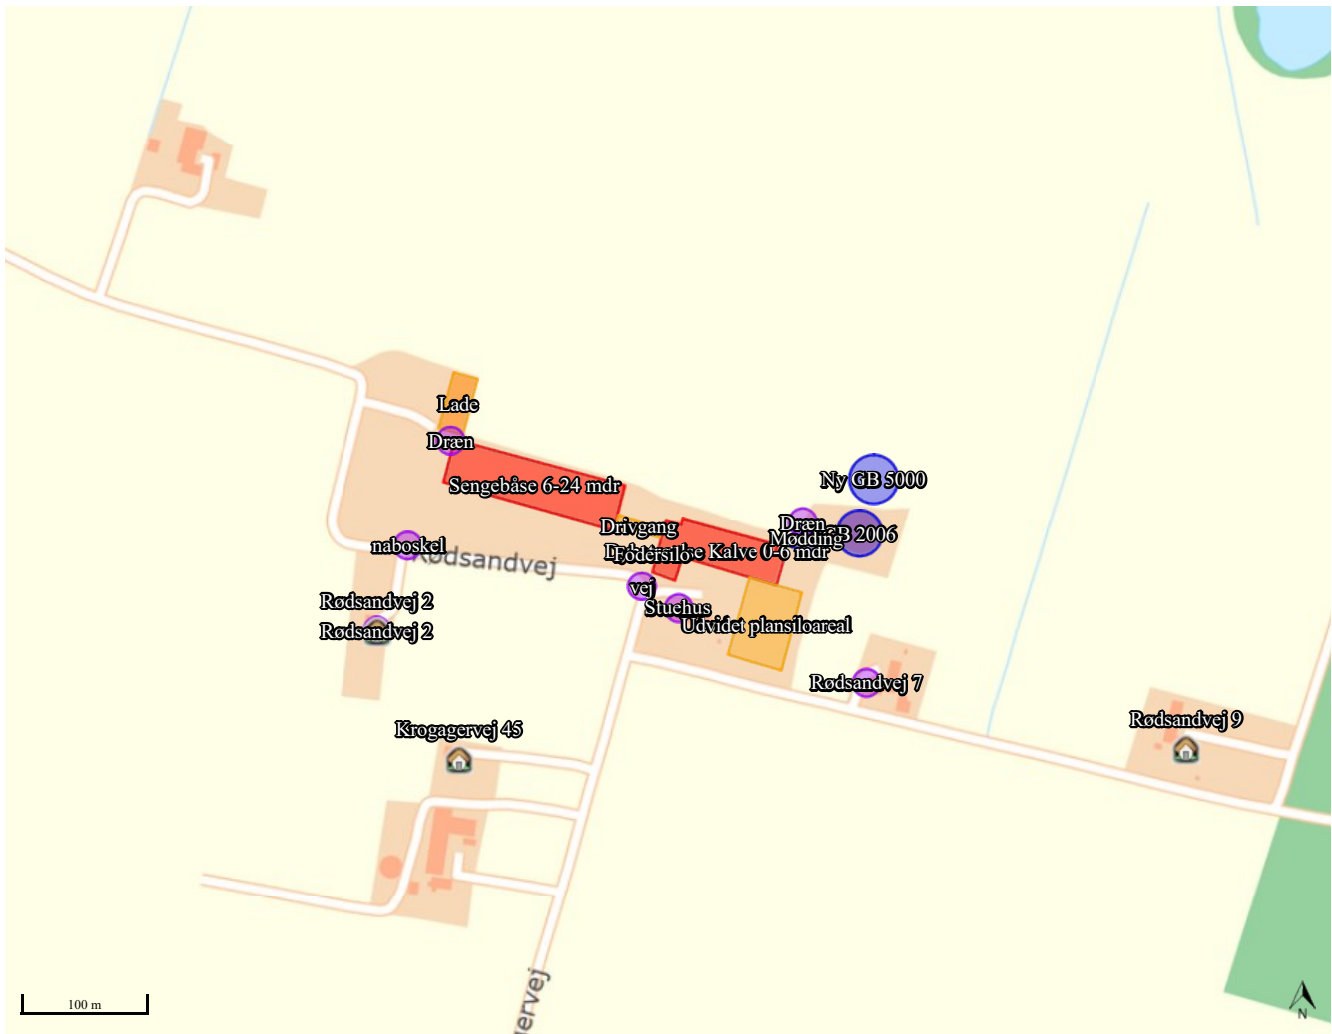 Lade
Dræn
Ny GB 5000
Sengebåse 6-24 mdr
Dræn
Drivgang
GB 2006
Mødding
naboskel
Kalve 0-6 mdr
Fodersilo
Rødsandvej
vej
Rødsandvej 2
Stuehus
Udvidet plansiloareal
Rødsandvej 2
Rødsandvej 7
Rødsandvej 9
Krogagervej 45
ervej
100 m
N